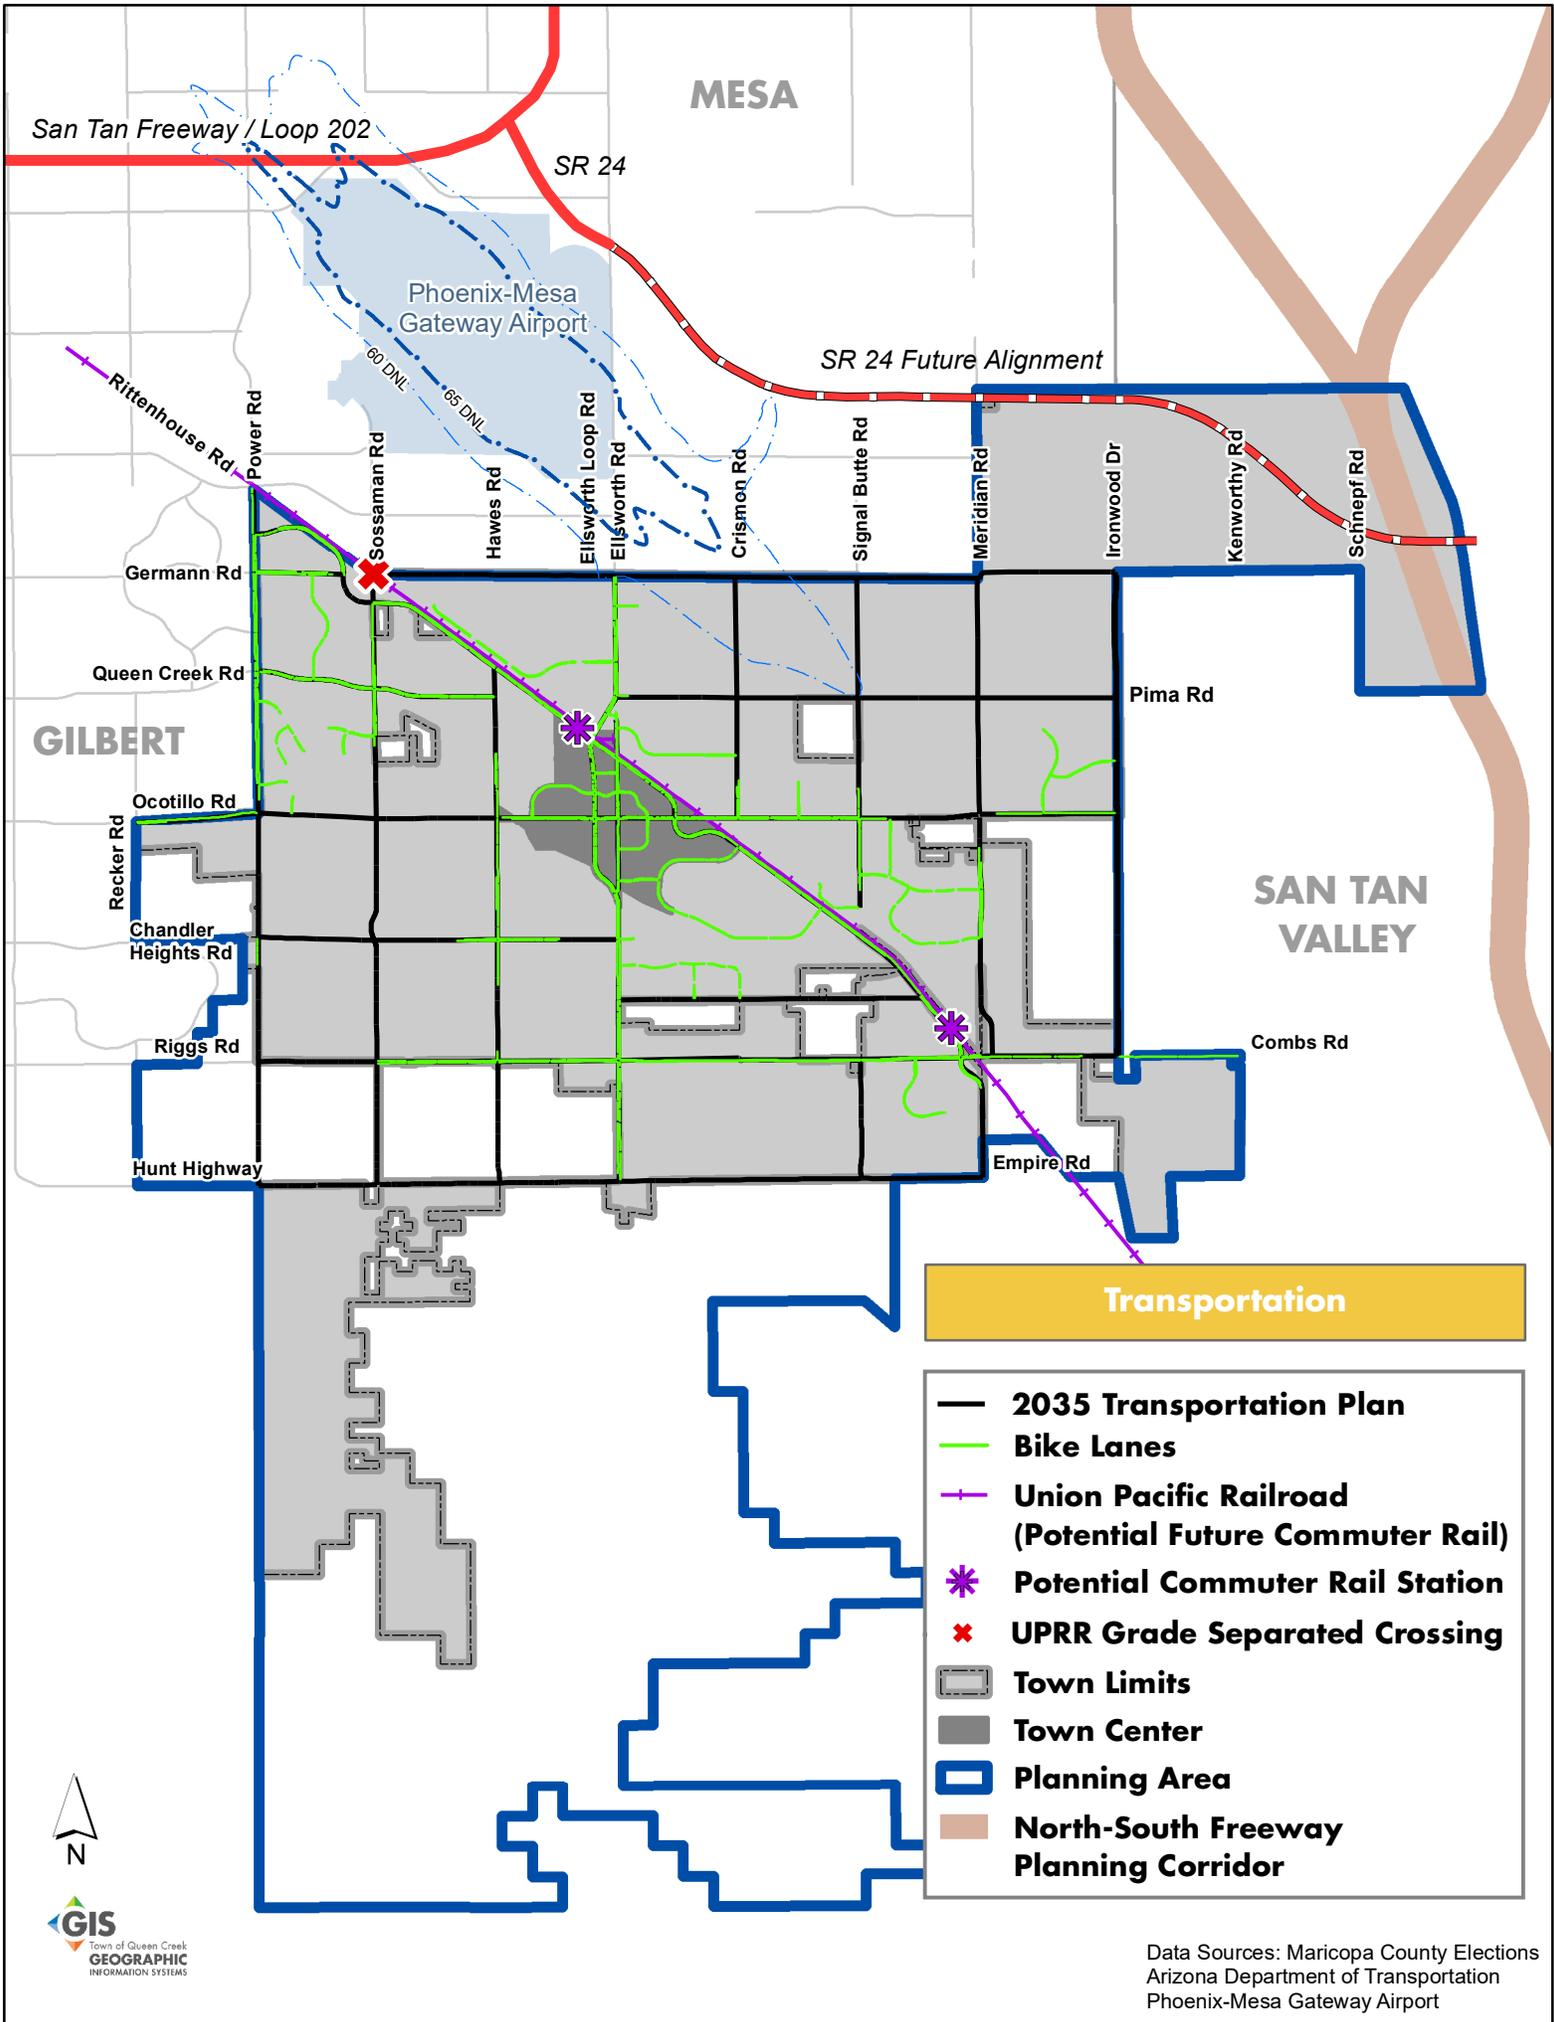 MESA
San Tan Freeway / Loop 202
SR 24
Phoenix-Mesa
Gateway Airport
60 DNL
65 DNL
SR 24 Future Alignment
Rittenhouse Rd
Power Rd
Sossaman Rd
Hawes Rd
Ellsworth Loop Rd
Ellsworth Rd
Crismon Rd
Signal Butte Rd
Meridian Rd
Ironwood Dr
Kenworthy Rd
Schnepf Rd
Germann Rd
Queen Creek Rd
Pima Rd
GILBERT
Ocotillo Rd
Recker Rd
SAN TAN
VALLEY
Chandler
Heights Rd
Riggs Rd
Combs Rd
Hunt Highway
Empire Rd
Transportation
2035 Transportation Plan
Bike Lanes
Union Pacific Railroad
(Potential Future Commuter Rail)
Potential Commuter Rail Station
UPRR Grade Separated Crossing
Town Limits
Town Center
Planning Area
North-South Freeway
Planning Corridor
N
GIS
Town of Queen Creek
GEOGRAPHIC
INFORMATION SYSTEMS
Data Sources: Maricopa County Elections
Arizona Department of Transportation
Phoenix-Mesa Gateway Airport